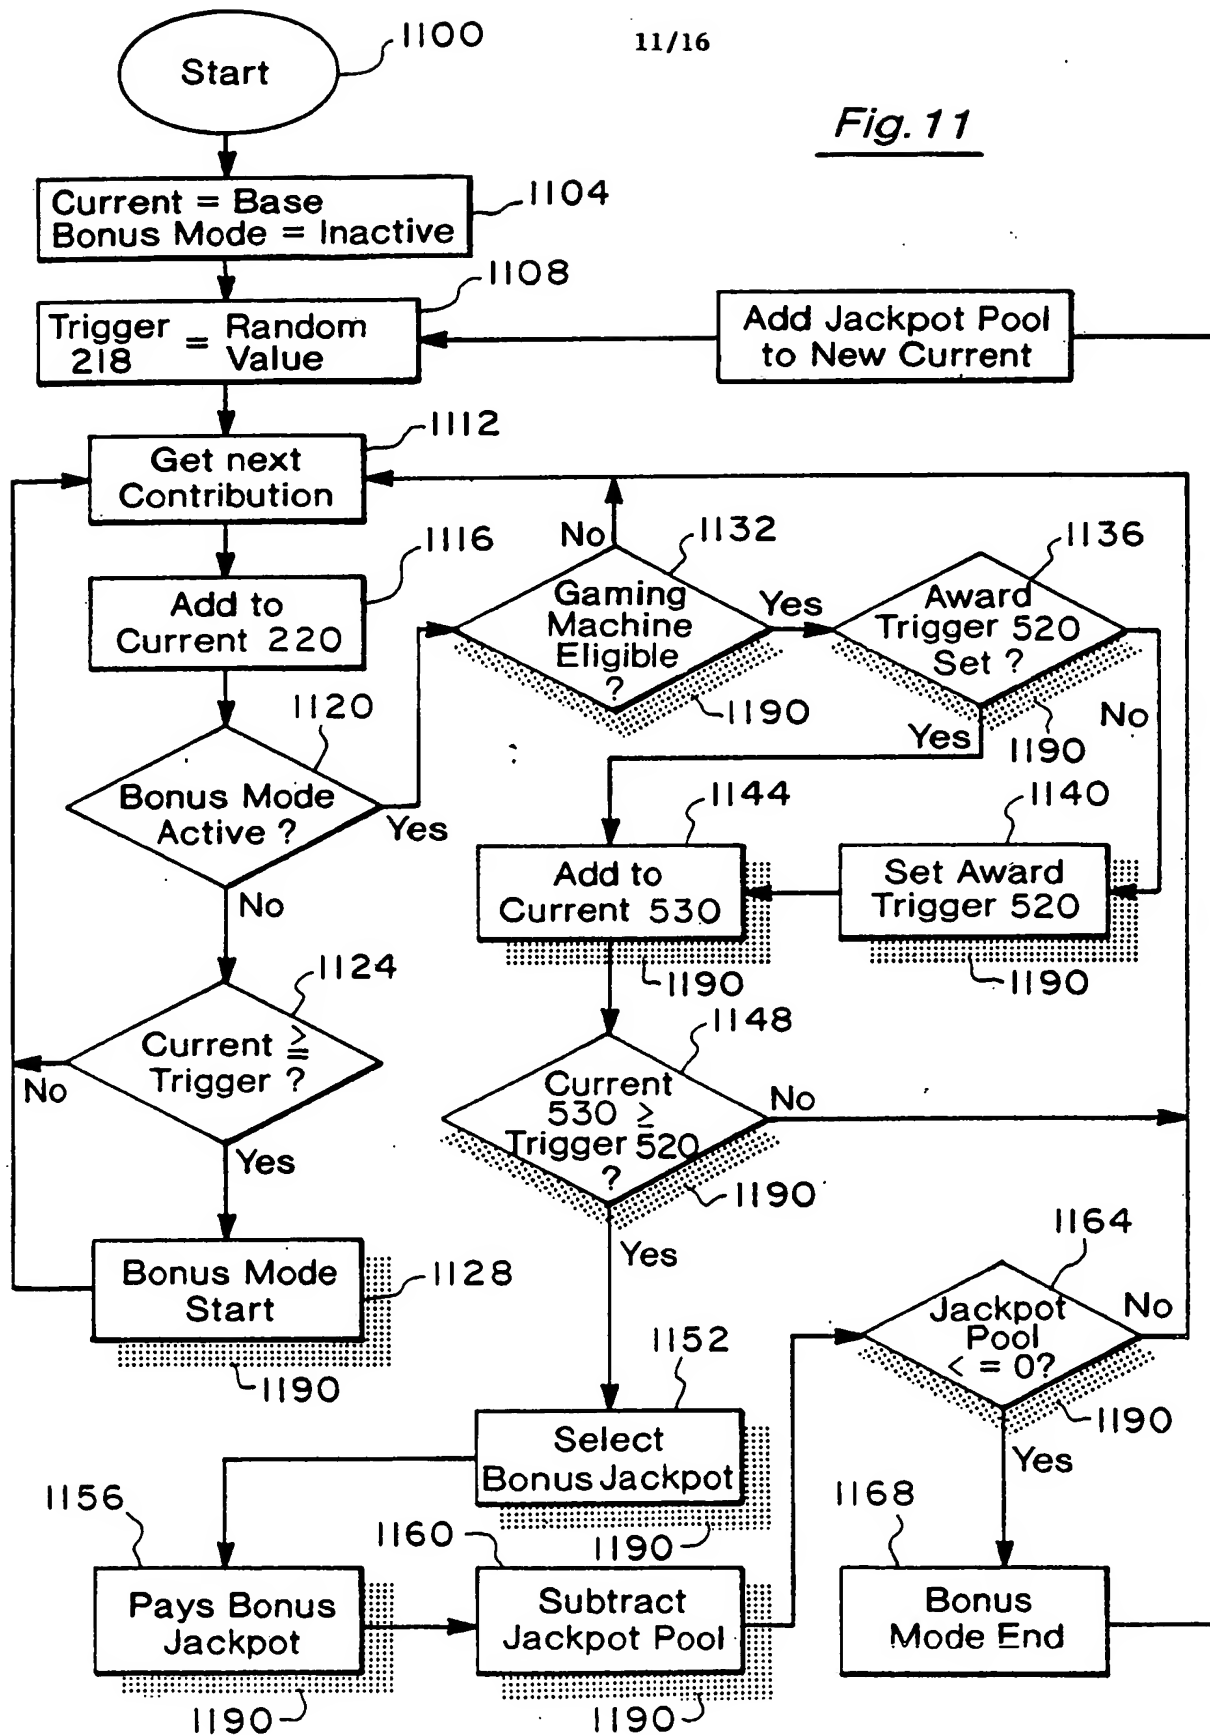 11/16
Fig. 11
1100
Start
1104
Current = Base
Bonus Mode = Inactive
1108
Trigger = Random
218 Value
Add Jackpot Pool
to New Current
1112
Get next
Contribution
1116
Add to
Current 220
1120
Bonus Mode
Active ?
Yes
No
1124
Current ≥
Trigger ?
No
Yes
Bonus Mode
Start
1128
1190
No
1132
Gaming
Machine
Eligible
?
Yes
1190
1136
Award
Trigger 520
Set ?
1190
No
Yes
1144
Add to
Current 530
1190
1140
Set Award
Trigger 520
1190
1148
Current
530 ≥
Trigger 520
?
No
1190
Yes
1152
Select
Bonus Jackpot
1190
1156
Pays Bonus
Jackpot
1190
1160
Subtract
Jackpot Pool
1190
1164
Jackpot
Pool
< = 0?
No
1190
Yes
1168
Bonus
Mode End